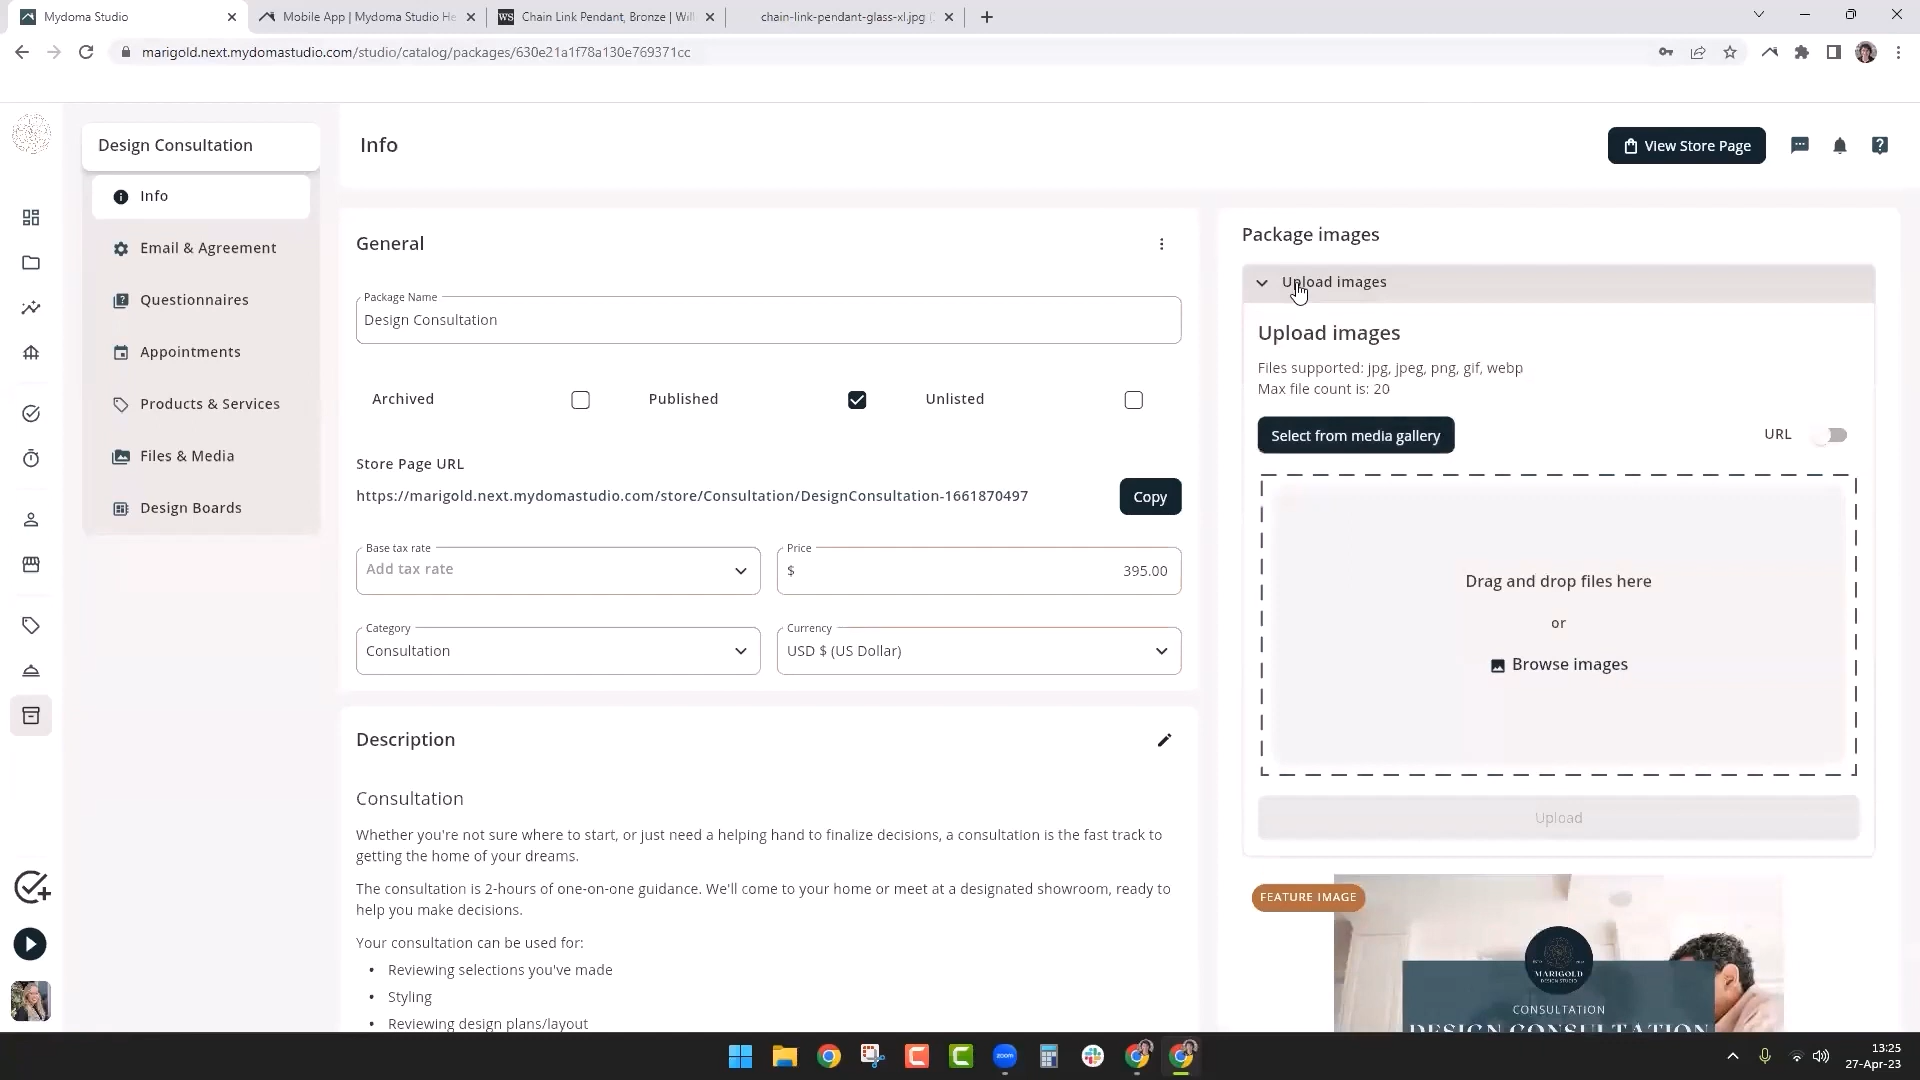 Mydoma Studio
Mobile App | Mydoma Studio He
Chain Link Pendant, Bronze | Will
chain-link-pendant-glass-xl.jpg
marigold.next.mydomastudio.com/studio/catalog/packages/630e21a1f78a130e769371cc
Design Consultation
Info
Email & Agreement
Questionnaires
Appointments
Products & Services
Files & Media
Design Boards
Info
View Store Page
General
Package Name
Design Consultation
Archived
Published
Unlisted
Store Page URL
https://marigold.next.mydomastudio.com/store/Consultation/DesignConsultation-1661870497
Copy
Base tax rate
Add tax rate
Price
$ 395.00
Category
Consultation
Currency
USD $ (US Dollar)
Description
Consultation
Whether you're not sure where to start, or just need a helping hand to finalize decisions, a consultation is the fast track to
getting the home of your dreams.
The consultation is 2-hours of one-on-one guidance. We'll come to your home or meet at a designated showroom, ready to
help you make decisions.
Your consultation can be used for:
• Reviewing selections you've made
• Styling
• Reviewing design plans/layout
Package images
Upload images
Upload images
Files supported: jpg, jpeg, png, gif, webp
Max file count is: 20
Select from media gallery
URL
Drag and drop files here
or
Browse images
Upload
FEATURE IMAGE
MARIGOLD
DESIGN STUDIO
CONSULTATION
DESIGN CONSULTATION
zoom
13:25
27-Apr-23